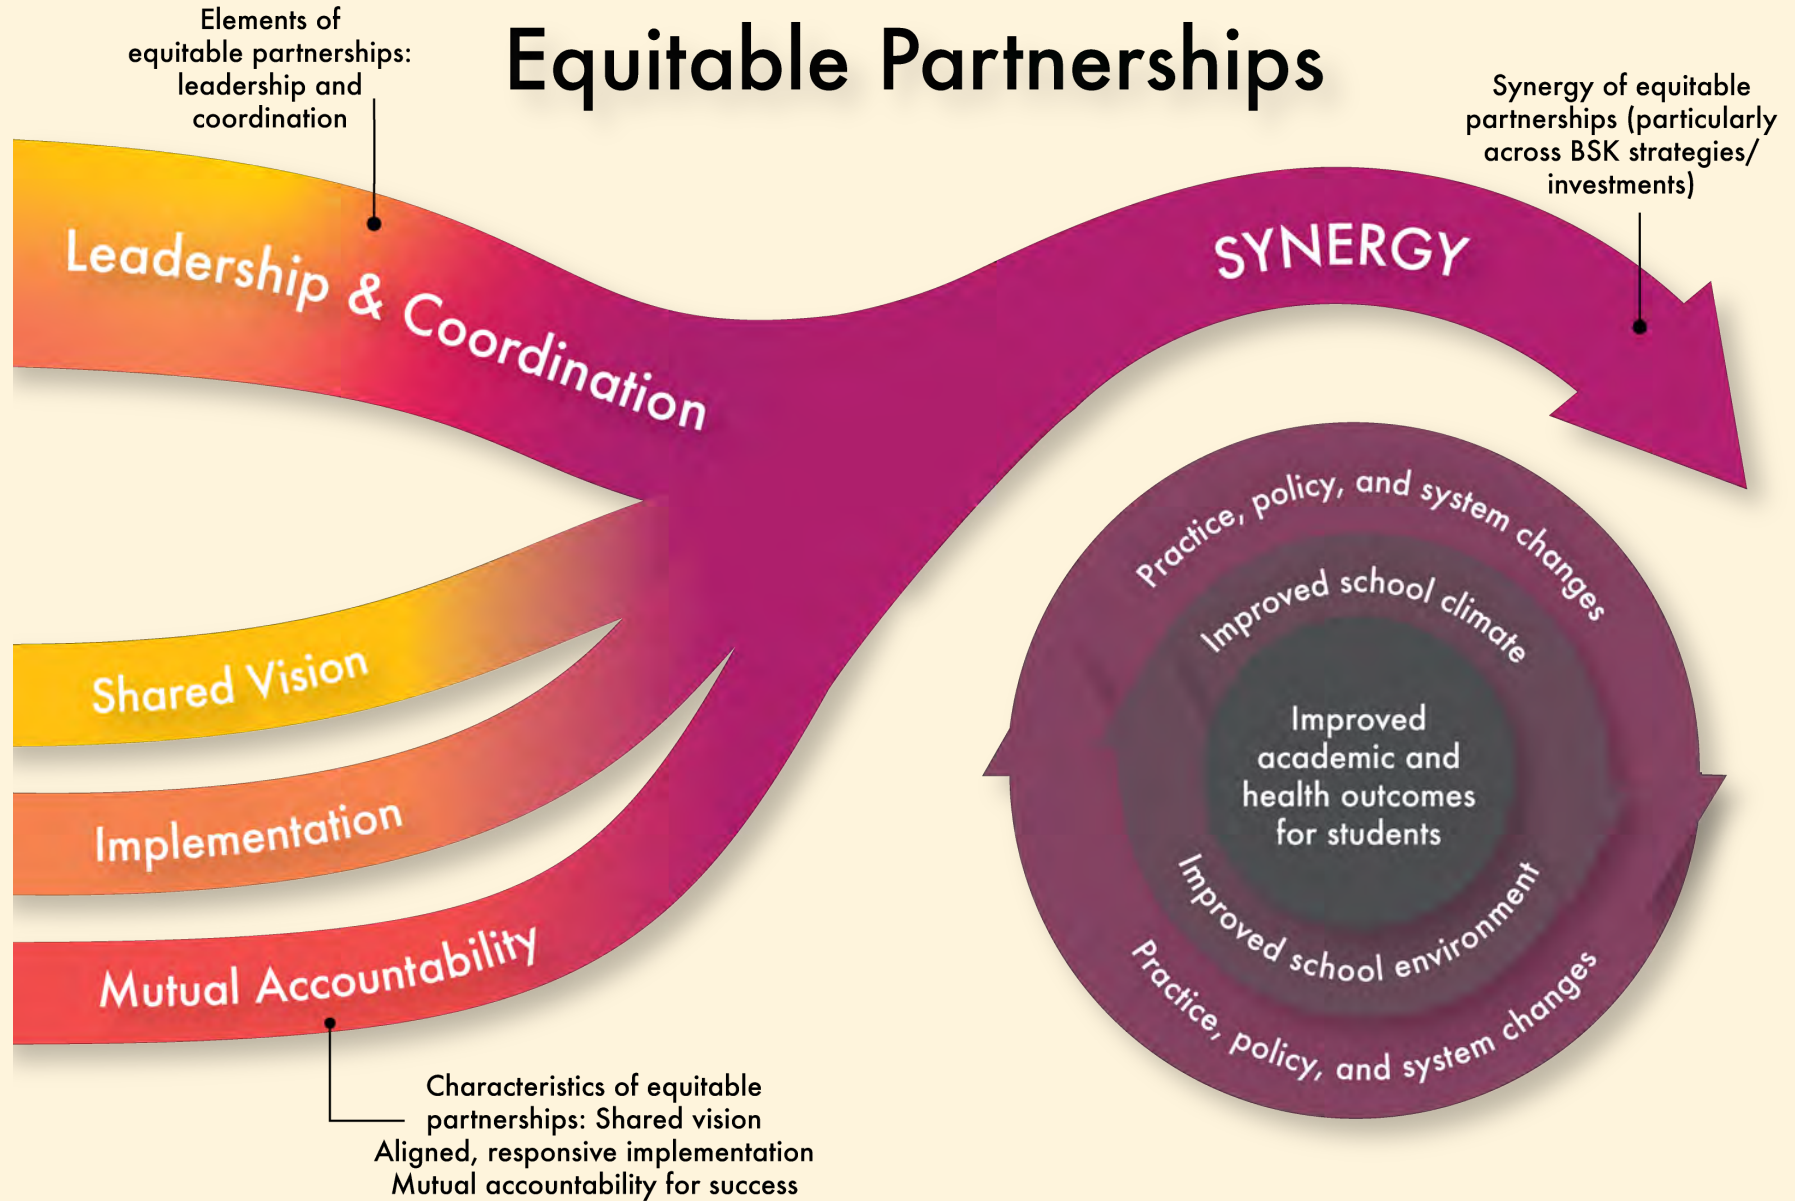 Equitable Partnerships
Elements of
equitable partnerships:
leadership and
coordination
Synergy of equitable
partnerships (particularly
across BSK strategies/
investments)
Leadership & Coordination
SYNERGY
Shared Vision
Implementation
Mutual Accountability
Practice, policy, and system changes
Improved school climate
Improved
academic and
health outcomes
for students
Improved school environment
Practice, policy, and system changes
Characteristics of equitable
partnerships: Shared vision
Aligned, responsive implementation
Mutual accountability for success